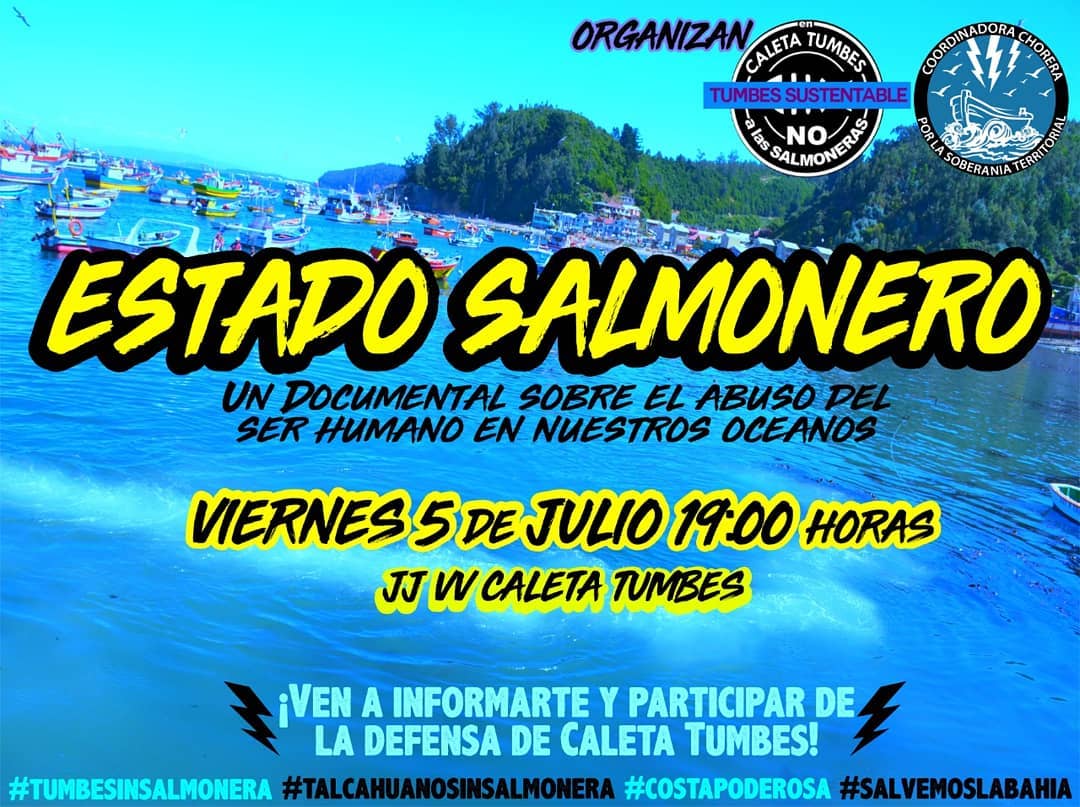 ORGANIZAN
en
CALETA TUMBES
TUMBES SUSTENTABLE
NO
a las SALMONERAS
COORDINADORA CHORERA
POR LA SOBERANIA TERRITORIAL
ESTADO SALMONERO
UN DOCUMENTAL SOBRE EL ABUSO DEL
SER HUMANO EN NUESTROS OCEANOS
VIERNES 5 DE JULIO 19:00 HORAS
JJ VV CALETA TUMBES
¡VEN A INFORMARTE Y PARTICIPAR DE
LA DEFENSA DE CALETA TUMBES!
#TUMBESINSALMONERA #TALCAHUANOSINSALMONERA #COSTAPODEROSA #SALVEMOSLABAHIA